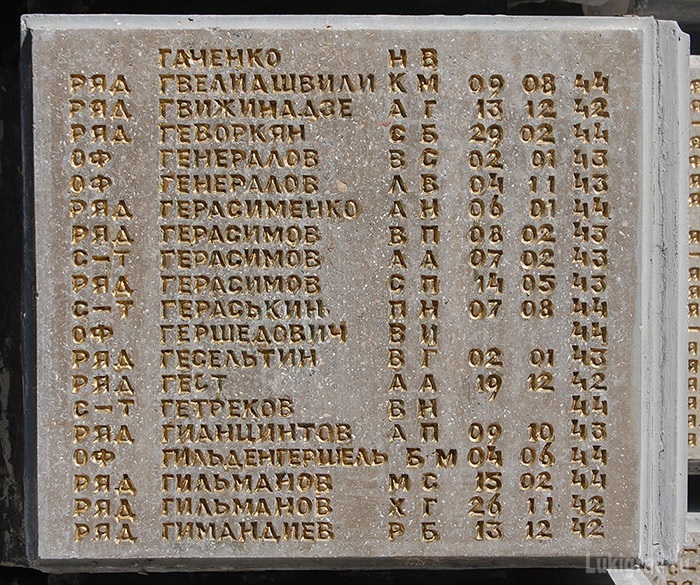 ГАЧЕНКО Н В
РЯД ГВЕЛИАШВИЛИ К М 09 08 44
РЯД ГВИЖИНАДЗЕ А Г 13 12 42
РЯД ГЕВОРКЯН С Б 29 02 44
ОФ ГЕНЕРАЛОВ В С 02 01 43
ОФ ГЕНЕРАЛОВ Л В 04 11 43
РЯД ГЕРАСИМЕНКО А Н 06 01 44
РЯД ГЕРАСИМОВ В П 08 02 43
С-Т ГЕРАСИМОВ А А 07 02 43
РЯД ГЕРАСИМОВ С П 14 05 43
С-Т ГЕРАСЬКИН П Н 07 08 44
ОФ ГЕРШЕДОВИЧ В И 44
РЯД ГЕСЕЛЬТИН В Г 02 01 43
РЯД ГЕСТ А А 19 12 42
С-Т ГЕТРЕКОВ В Н 44
РЯД ГИАНЦИНТОВ А П 09 10 43
ОФ ГИЛЬДЕНГЕРШЕЛЬ Б М 04 06 44
РЯД ГИЛЬМАНОВ М С 15 02 44
РЯД ГИЛЬМАНОВ Х Г 26 11 42
РЯД ГИМАНДИЕВ Р Б 13 12 42